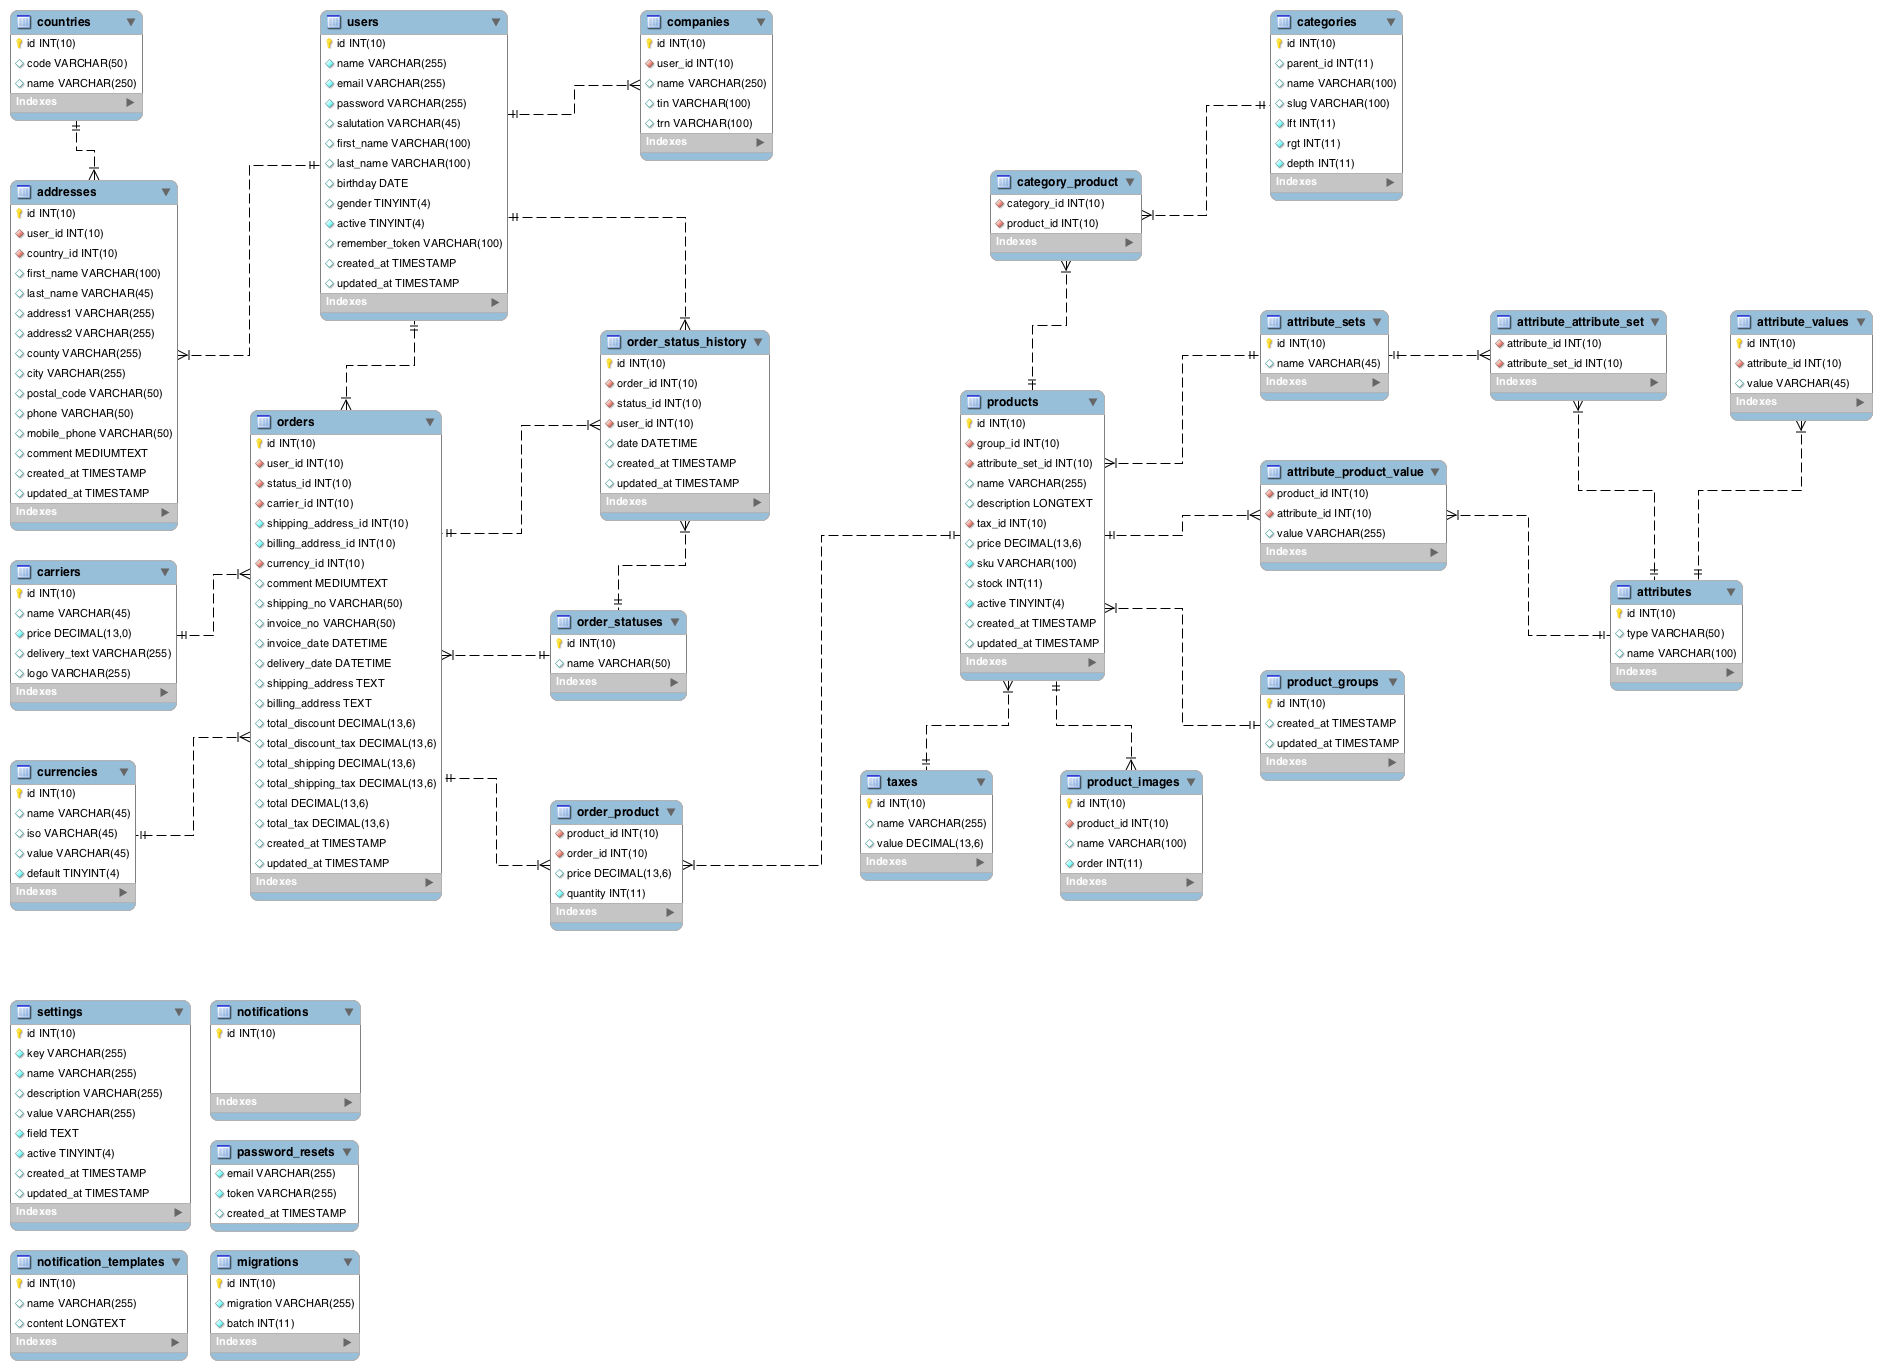 countries
id INT(10)
code VARCHAR(50)
name VARCHAR(250)
Indexes
users
id INT(10)
name VARCHAR(255)
email VARCHAR(255)
password VARCHAR(255)
salutation VARCHAR(45)
first_name VARCHAR(100)
last_name VARCHAR(100)
birthday DATE
gender TINYINT(4)
active TINYINT(4)
remember_token VARCHAR(100)
created_at TIMESTAMP
updated_at TIMESTAMP
Indexes
companies
id INT(10)
user_id INT(10)
name VARCHAR(250)
tin VARCHAR(100)
trn VARCHAR(100)
Indexes
categories
id INT(10)
parent_id INT(11)
name VARCHAR(100)
slug VARCHAR(100)
lft INT(11)
rgt INT(11)
depth INT(11)
Indexes
category_product
category_id INT(10)
product_id INT(10)
Indexes
addresses
id INT(10)
user_id INT(10)
country_id INT(10)
first_name VARCHAR(100)
last_name VARCHAR(45)
address1 VARCHAR(255)
address2 VARCHAR(255)
county VARCHAR(255)
city VARCHAR(255)
postal_code VARCHAR(50)
phone VARCHAR(50)
mobile_phone VARCHAR(50)
comment MEDIUMTEXT
created_at TIMESTAMP
updated_at TIMESTAMP
Indexes
order_status_history
id INT(10)
order_id INT(10)
status_id INT(10)
user_id INT(10)
date DATETIME
created_at TIMESTAMP
updated_at TIMESTAMP
Indexes
attribute_sets
id INT(10)
name VARCHAR(45)
Indexes
attribute_attribute_set
attribute_id INT(10)
attribute_set_id INT(10)
Indexes
attribute_values
id INT(10)
attribute_id INT(10)
value VARCHAR(45)
Indexes
orders
id INT(10)
user_id INT(10)
status_id INT(10)
carrier_id INT(10)
shipping_address_id INT(10)
billing_address_id INT(10)
currency_id INT(10)
comment MEDIUMTEXT
shipping_no VARCHAR(50)
invoice_no VARCHAR(50)
invoice_date DATETIME
delivery_date DATETIME
shipping_address TEXT
billing_address TEXT
total_discount DECIMAL(13,6)
total_discount_tax DECIMAL(13,6)
total_shipping DECIMAL(13,6)
total_shipping_tax DECIMAL(13,6)
total DECIMAL(13,6)
total_tax DECIMAL(13,6)
created_at TIMESTAMP
updated_at TIMESTAMP
Indexes
products
id INT(10)
group_id INT(10)
attribute_set_id INT(10)
name VARCHAR(255)
description LONGTEXT
tax_id INT(10)
price DECIMAL(13,6)
sku VARCHAR(100)
stock INT(11)
active TINYINT(4)
created_at TIMESTAMP
updated_at TIMESTAMP
Indexes
attribute_product_value
product_id INT(10)
attribute_id INT(10)
value VARCHAR(255)
Indexes
carriers
id INT(10)
name VARCHAR(45)
price DECIMAL(13,0)
delivery_text VARCHAR(255)
logo VARCHAR(255)
Indexes
order_statuses
id INT(10)
name VARCHAR(50)
Indexes
attributes
id INT(10)
type VARCHAR(50)
name VARCHAR(100)
Indexes
product_groups
id INT(10)
created_at TIMESTAMP
updated_at TIMESTAMP
Indexes
currencies
id INT(10)
name VARCHAR(45)
iso VARCHAR(45)
value VARCHAR(45)
default TINYINT(4)
Indexes
order_product
product_id INT(10)
order_id INT(10)
price DECIMAL(13,6)
quantity INT(11)
Indexes
taxes
id INT(10)
name VARCHAR(255)
value DECIMAL(13,6)
Indexes
product_images
id INT(10)
product_id INT(10)
name VARCHAR(100)
order INT(11)
Indexes
settings
id INT(10)
key VARCHAR(255)
name VARCHAR(255)
description VARCHAR(255)
value VARCHAR(255)
field TEXT
active TINYINT(4)
created_at TIMESTAMP
updated_at TIMESTAMP
Indexes
notifications
id INT(10)
Indexes
password_resets
email VARCHAR(255)
token VARCHAR(255)
created_at TIMESTAMP
notification_templates
id INT(10)
name VARCHAR(255)
content LONGTEXT
Indexes
migrations
id INT(10)
migration VARCHAR(255)
batch INT(11)
Indexes